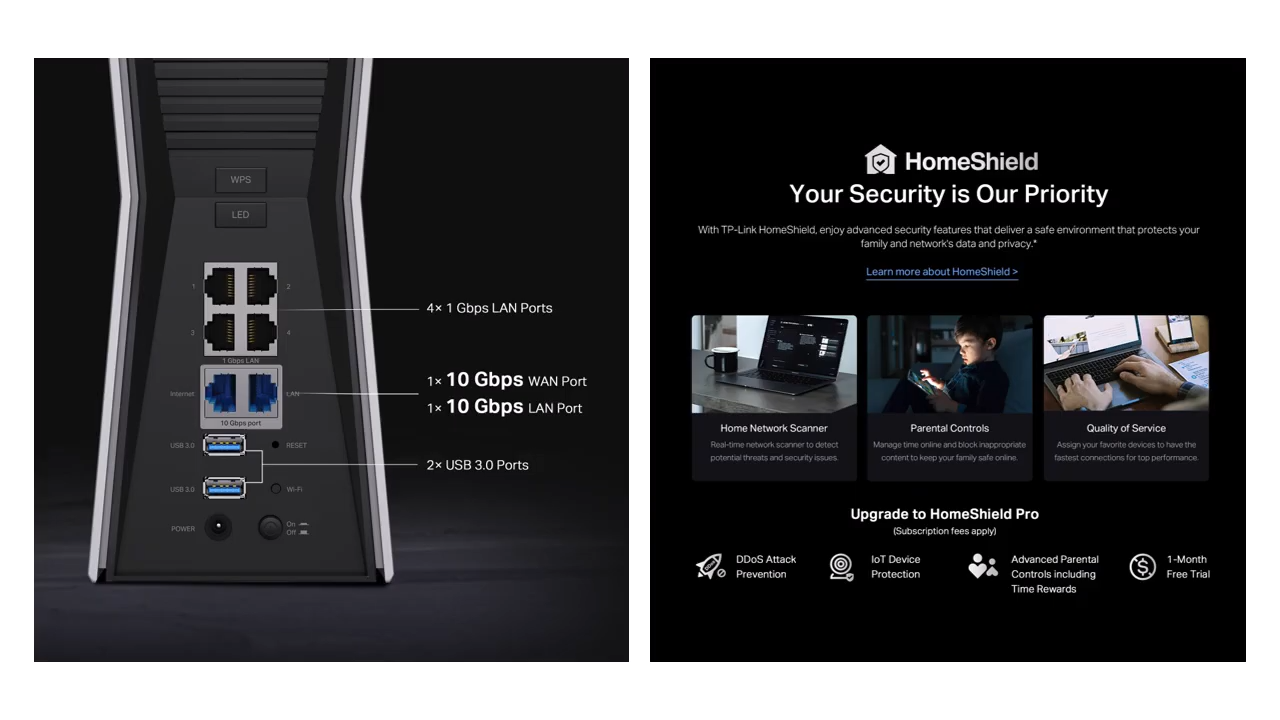 WPS
LED
1
2
3
4
1 Gbps LAN
4× 1 Gbps LAN Ports
Internet
LAN
10 Gbps port
1× 10 Gbps WAN Port
1× 10 Gbps LAN Port
USB 3.0
RESET
2× USB 3.0 Ports
USB 3.0
Wi-Fi
POWER
On
Off
HomeShield
Your Security is Our Priority
With TP-Link HomeShield, enjoy advanced security features that deliver a safe environment that protects your
family and network's data and privacy.*
Learn more about HomeShield >
Home Network Scanner
Real-time network scanner to detect
potential threats and security issues.
Parental Controls
Manage time online and block inappropriate
content to keep your family safe online.
Quality of Service
Assign your favorite devices to have the
fastest connections for top performance.
Upgrade to HomeShield Pro
(Subscription fees apply)
DDoS Attack
Prevention
IoT Device
Protection
Advanced Parental
Controls including
Time Rewards
1-Month
Free Trial